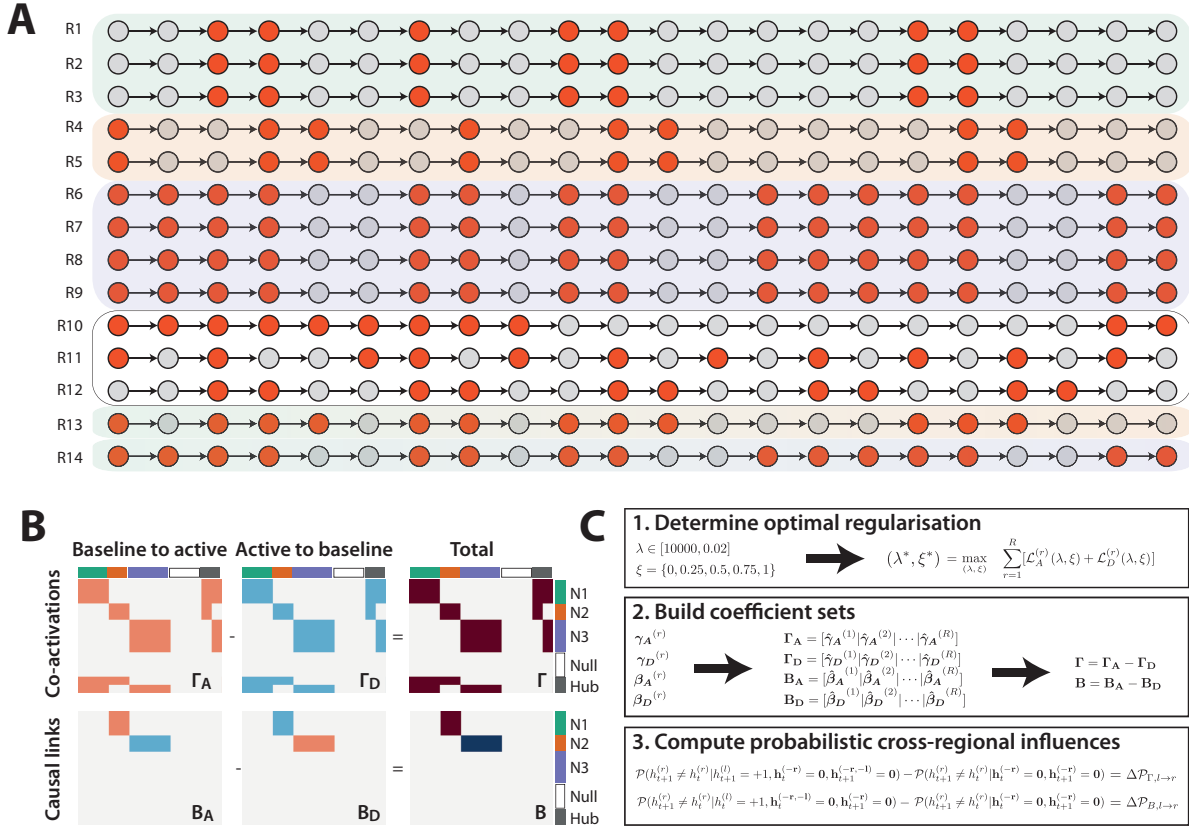 A
R1
R2
R3
R4
R5
R6
R7
R8
R9
R10
R11
R12
R13
R14
B
Baseline to active
Active to baseline
Total
Co-activations
Γ_A
-
Γ_D
=
Γ
N1
N2
N3
Null
Hub
Causal links
B_A
-
B_D
=
B
N1
N2
N3
Null
Hub
C
1. Determine optimal regularisation
λ ∈ [10000, 0.02]
ξ = {0, 0.25, 0.5, 0.75, 1}
(λ*, ξ*) = max_{(λ,ξ)} ∑_{r=1}^{R} [𝓛_A^{(r)}(λ, ξ) + 𝓛_D^{(r)}(λ, ξ)]
2. Build coefficient sets
γ_A^{(r)}
γ_D^{(r)}
β_A^{(r)}
β_D^{(r)}
Γ_A = [γ̂_A^{(1)}|γ̂_A^{(2)}| ⋯ |γ̂_A^{(R)}]
Γ_D = [γ̂_D^{(1)}|γ̂_D^{(2)}| ⋯ |γ̂_D^{(R)}]
B_A = [β̂_A^{(1)}|β̂_A^{(2)}| ⋯ |β̂_A^{(R)}]
B_D = [β̂_D^{(1)}|β̂_D^{(2)}| ⋯ |β̂_D^{(R)}]
Γ = Γ_A − Γ_D
B = B_A − B_D
3. Compute probabilistic cross-regional influences
𝒫(h_{t+1}^{(r)} ≠ h_t^{(r)}|h_{t+1}^{(l)} = +1, h_t^{(−r)} = 0, h_{t+1}^{(−r,−l)} = 0) − 𝒫(h_{t+1}^{(r)} ≠ h_t^{(r)}|h_t^{(−r)} = 0, h_{t+1}^{(−r)} = 0) = Δ𝒫_{Γ,l→r}
𝒫(h_{t+1}^{(r)} ≠ h_t^{(r)}|h_t^{(l)} = +1, h_t^{(−r,−l)} = 0, h_{t+1}^{(−r)} = 0) − 𝒫(h_{t+1}^{(r)} ≠ h_t^{(r)}|h_t^{(−r)} = 0, h_{t+1}^{(−r)} = 0) = Δ𝒫_{B,l→r}